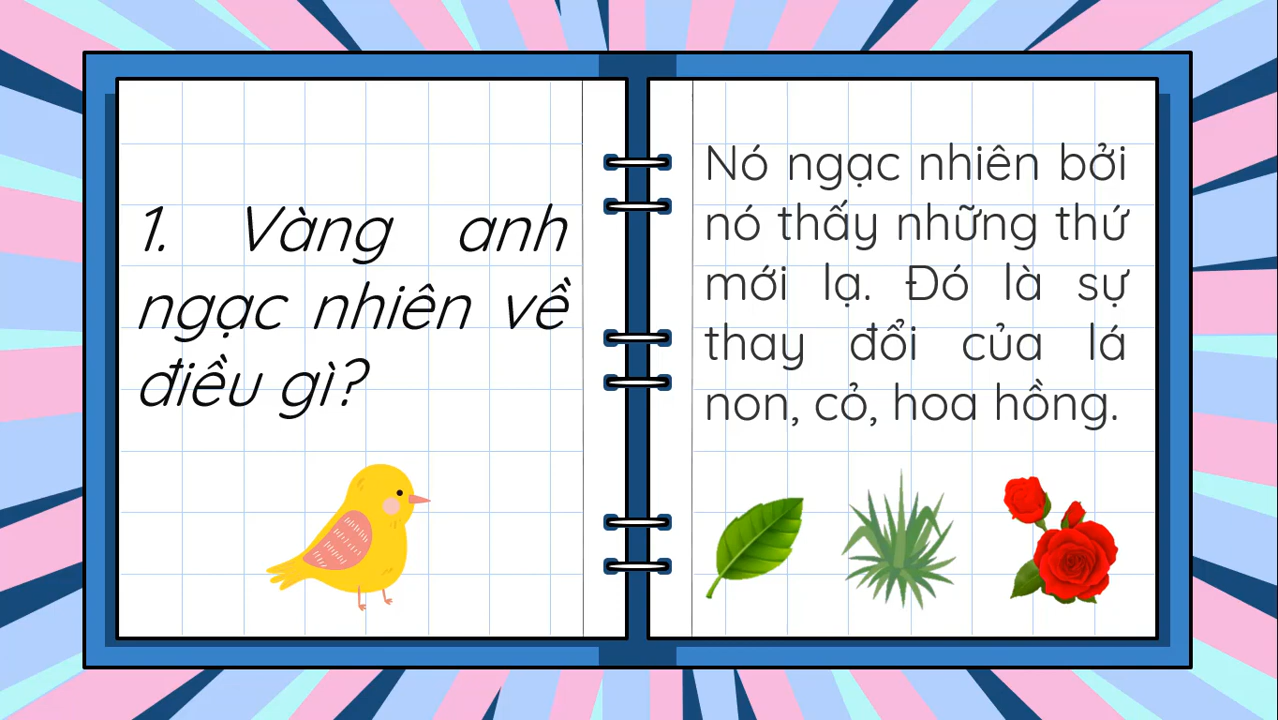 1. Vàng anh
ngạc nhiên về
điều gì?
Nó ngạc nhiên bởi
nó thấy những thứ
mới lạ. Đó là sự
thay đổi của lá
non, cỏ, hoa hồng.